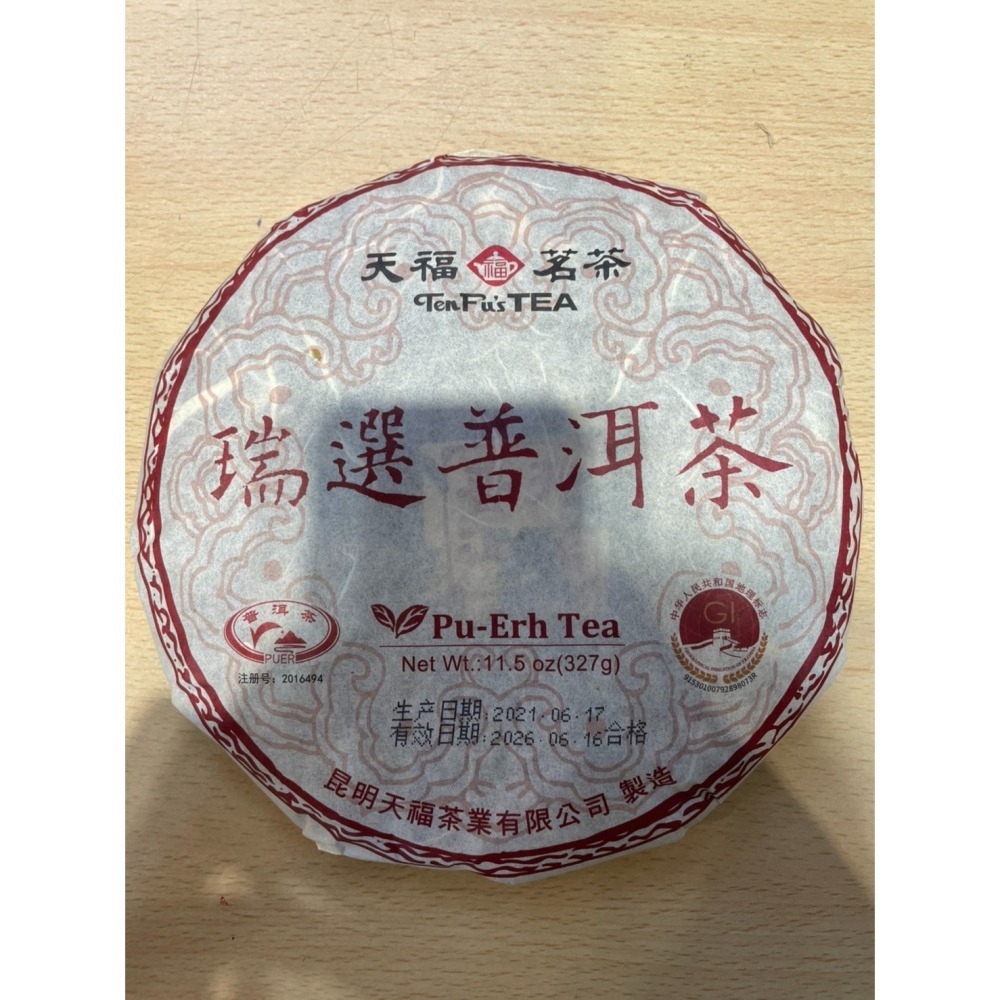 天福 福 茗茶
TenFu's TEA
瑞選普洱茶
普洱茶
PUER
注册号：2016494
Pu-Erh Tea
Net Wt.:11.5 oz(327g)
中华人民共和国地理标志
GI
91530100792898073R
生产日期:2021.06.17
有效日期:2026.06.16合格
昆明天福茶業有限公司 製造